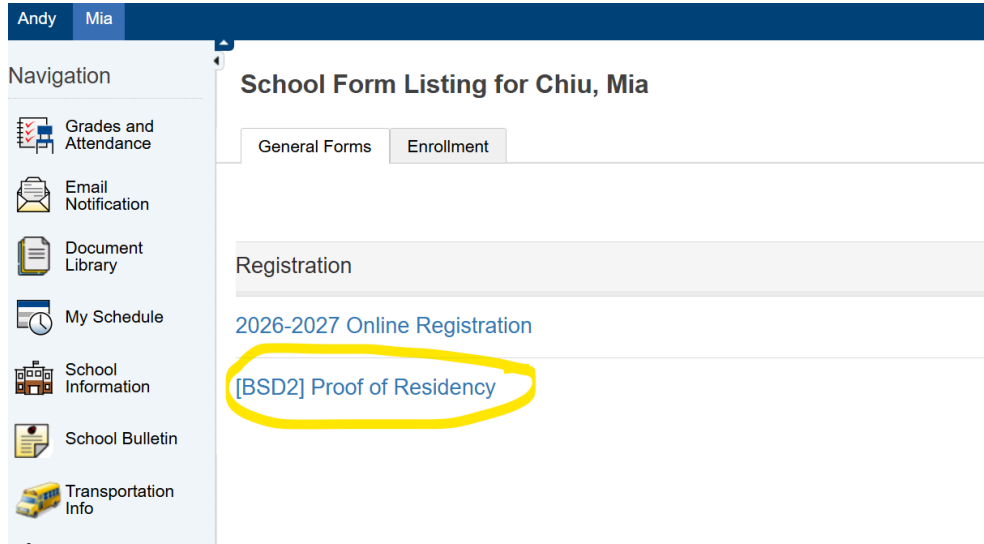 Andy Mia
Navigation
Grades and
Attendance
Email
Notification
Document
Library
My Schedule
School
Information
School Bulletin
Transportation
Info
School Form Listing for Chiu, Mia
General Forms Enrollment
Registration
2026-2027 Online Registration
[BSD2] Proof of Residency